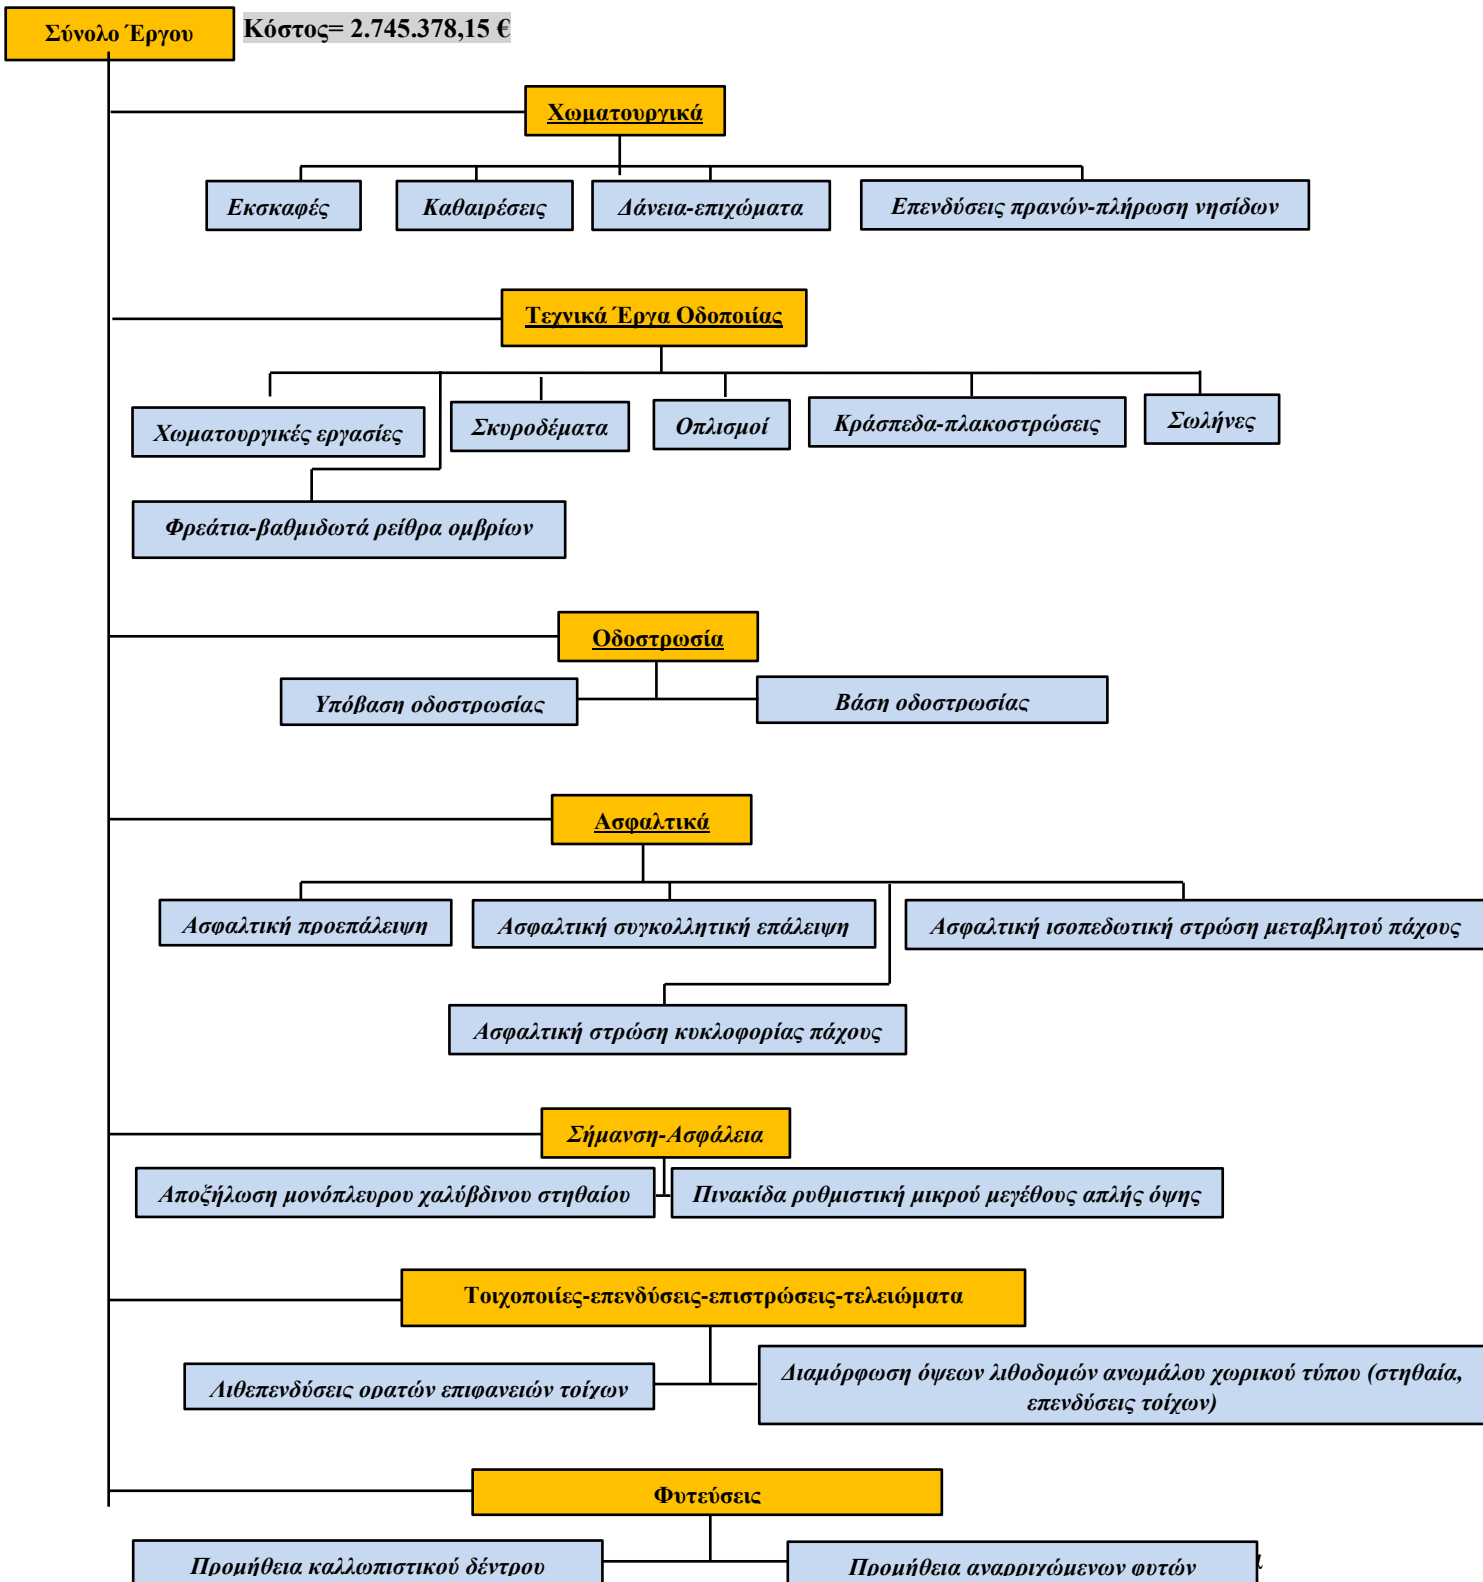 Σύνολο Έργου
Κόστος= 2.745.378,15 €
Χωματουργικά
Εκσκαφές
Καθαιρέσεις
Δάνεια-επιχώματα
Επενδύσεις πρανών-πλήρωση νησίδων
Τεχνικά Έργα Οδοποιίας
Χωματουργικές εργασίες
Σκυροδέματα
Οπλισμοί
Κράσπεδα-πλακοστρώσεις
Σωλήνες
Φρεάτια-βαθμιδωτά ρείθρα ομβρίων
Οδοστρωσία
Υπόβαση οδοστρωσίας
Βάση οδοστρωσίας
Ασφαλτικά
Ασφαλτική προεπάλειψη
Ασφαλτική συγκολλητική επάλειψη
Ασφαλτική ισοπεδωτική στρώση μεταβλητού πάχους
Ασφαλτική στρώση κυκλοφορίας πάχους
Σήμανση-Ασφάλεια
Αποξήλωση μονόπλευρου χαλύβδινου στηθαίου
Πινακίδα ρυθμιστική μικρού μεγέθους απλής όψης
Τοιχοποιίες-επενδύσεις-επιστρώσεις-τελειώματα
Λιθεπενδύσεις ορατών επιφανειών τοίχων
Διαμόρφωση όψεων λιθοδομών ανωμάλου χωρικού τύπου (στηθαία,
επενδύσεις τοίχων)
Φυτεύσεις
Προμήθεια καλλωπιστικού δέντρου
Προμήθεια αναρριχώμενων φυτών